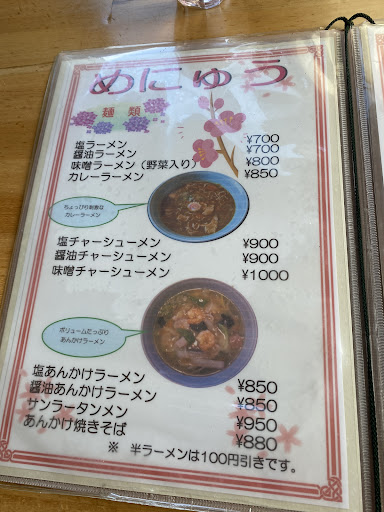 めにゅう
麺類
塩ラーメン ¥700
醤油ラーメン ¥700
味噌ラーメン(野菜入り) ¥800
カレーラーメン ¥850
ちょっぴり刺激な
カレーラーメン
塩チャーシューメン ¥900
醤油チャーシューメン ¥900
味噌チャーシューメン ¥1000
ボリュームたっぷり
あんかけラーメン
塩あんかけラーメン ¥850
醤油あんかけラーメン ¥850
サンラータンメン ¥950
あんかけ焼きそば ¥880
※ 半ラーメンは100円引きです。